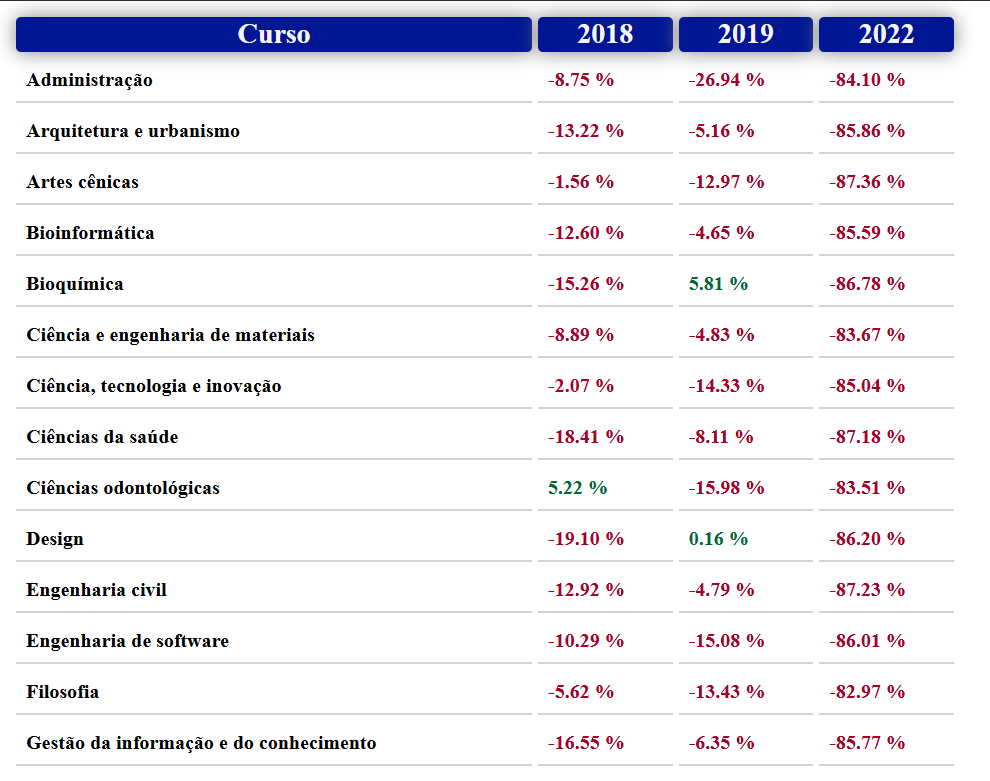 Curso 2018 2019 2022
Administração -8.75 % -26.94 % -84.10 %
Arquitetura e urbanismo -13.22 % -5.16 % -85.86 %
Artes cênicas -1.56 % -12.97 % -87.36 %
Bioinformática -12.60 % -4.65 % -85.59 %
Bioquímica -15.26 % 5.81 % -86.78 %
Ciência e engenharia de materiais -8.89 % -4.83 % -83.67 %
Ciência, tecnologia e inovação -2.07 % -14.33 % -85.04 %
Ciências da saúde -18.41 % -8.11 % -87.18 %
Ciências odontológicas 5.22 % -15.98 % -83.51 %
Design -19.10 % 0.16 % -86.20 %
Engenharia civil -12.92 % -4.79 % -87.23 %
Engenharia de software -10.29 % -15.08 % -86.01 %
Filosofia -5.62 % -13.43 % -82.97 %
Gestão da informação e do conhecimento -16.55 % -6.35 % -85.77 %